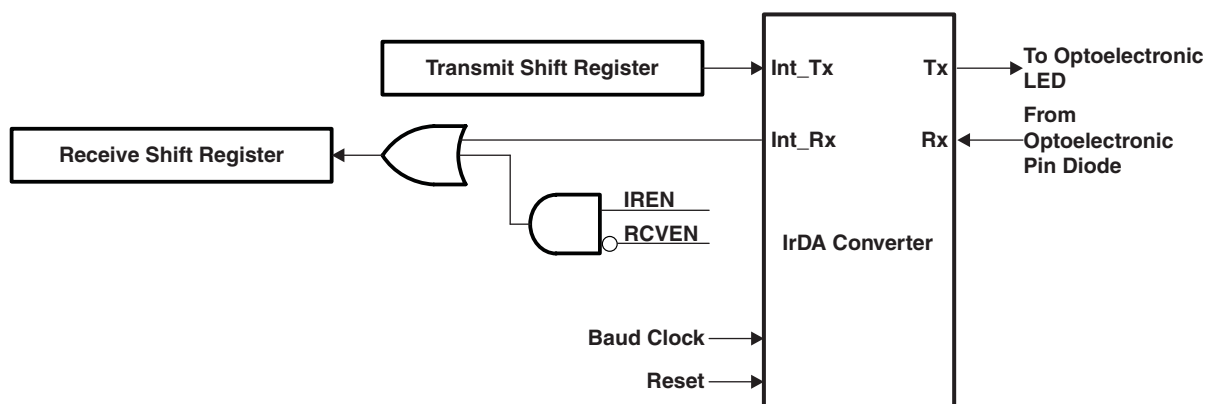 Transmit Shift Register
Int_Tx
Tx
To Optoelectronic
LED
Receive Shift Register
Int_Rx
Rx
From
Optoelectronic
Pin Diode
IREN
RCVEN
IrDA Converter
Baud Clock
Reset